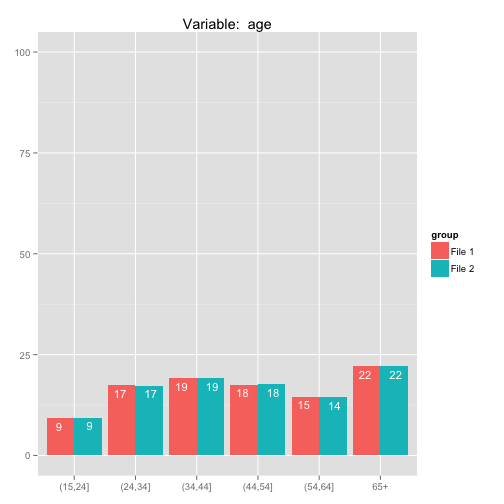 Variable:  age
100
75
50
25
0
9 9 17 17 19 19 18 18 15 14 22 22
(15,24] (24,34] (34,44] (44,54] (54,64] 65+
group
File 1
File 2